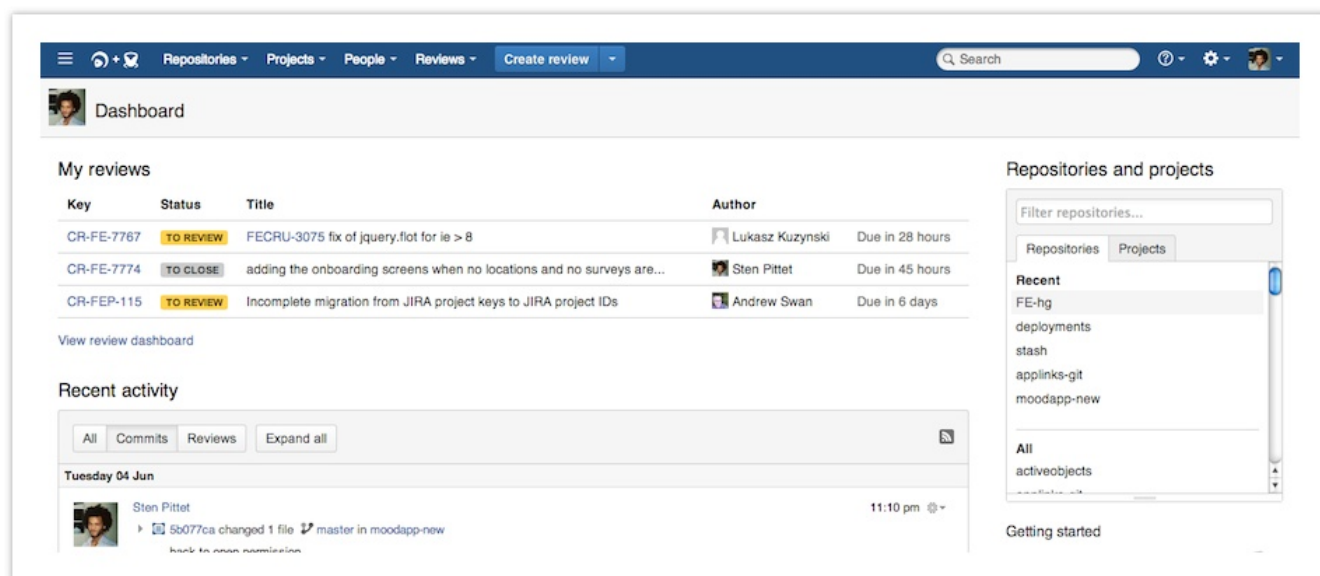 Repositories Projects People Reviews Create review Search
Dashboard
My reviews
Key Status Title Author
CR-FE-7767 TO REVIEW FECRU-3075 fix of jquery.flot for ie > 8 Lukasz Kuzynski Due in 28 hours
CR-FE-7774 TO CLOSE adding the onboarding screens when no locations and no surveys are... Sten Pittet Due in 45 hours
CR-FEP-115 TO REVIEW Incomplete migration from JIRA project keys to JIRA project IDs Andrew Swan Due in 6 days
View review dashboard
Recent activity
All Commits Reviews Expand all
Tuesday 04 Jun
Sten Pittet 11:10 pm
5b077ca changed 1 file master in moodapp-new
back to open permission
Repositories and projects
Filter repositories...
Repositories Projects
Recent
FE-hg
deployments
stash
applinks-git
moodapp-new
All
activeobjects
Getting started